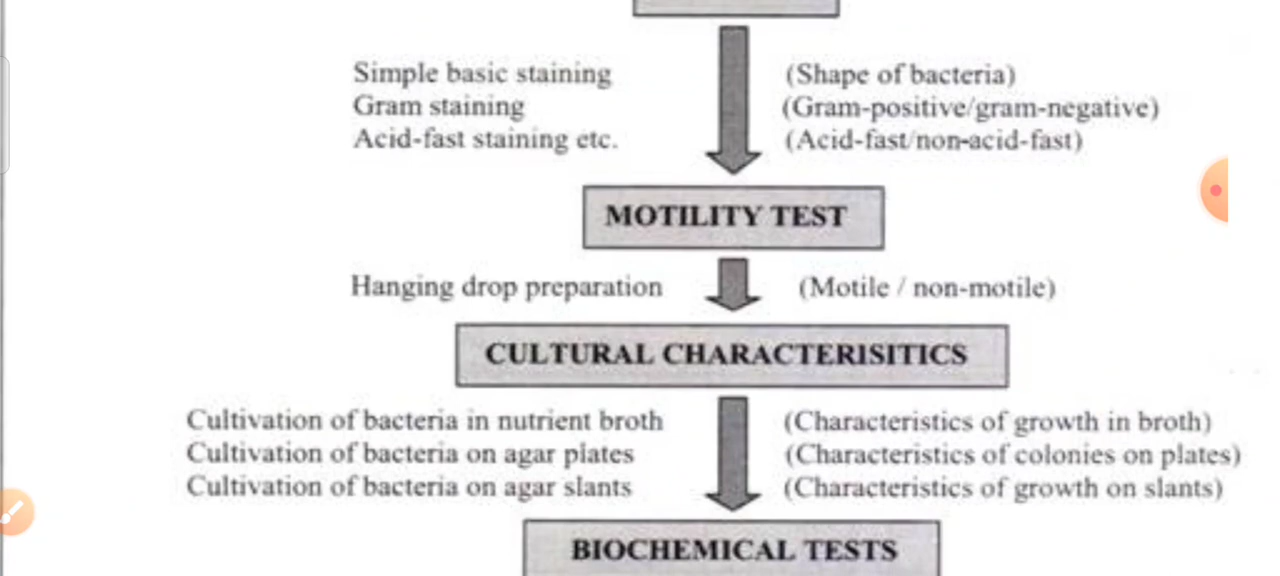 Simple basic staining (Shape of bacteria)
Gram staining (Gram-positive/gram-negative)
Acid-fast staining etc. (Acid-fast/non-acid-fast)
MOTILITY TEST
Hanging drop preparation (Motile / non-motile)
CULTURAL CHARACTERISITICS
Cultivation of bacteria in nutrient broth (Characteristics of growth in broth)
Cultivation of bacteria on agar plates (Characteristics of colonies on plates)
Cultivation of bacteria on agar slants (Characteristics of growth on slants)
BIOCHEMICAL TESTS